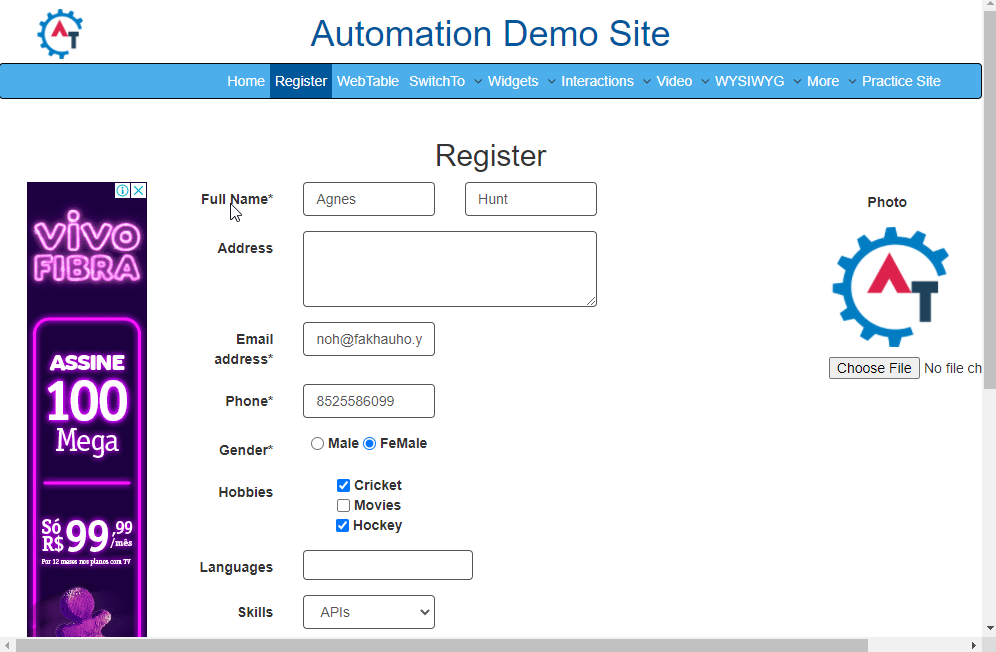 AT
Automation Demo Site
Home Register WebTable SwitchTo Widgets Interactions Video WYSIWYG More Practice Site
Register
vivo
FIBRA
ASSINE
100
Mega
Só
R$99,99
/mês
Por 12 meses nos planos com TV
Full Name* Agnes Hunt
Address
Email
address* noh@fakhauho.y
Phone* 8525586099
Gender* Male FeMale
Hobbies Cricket
Movies
Hockey
Languages
Skills APIs
Photo
AT
Choose File No file ch